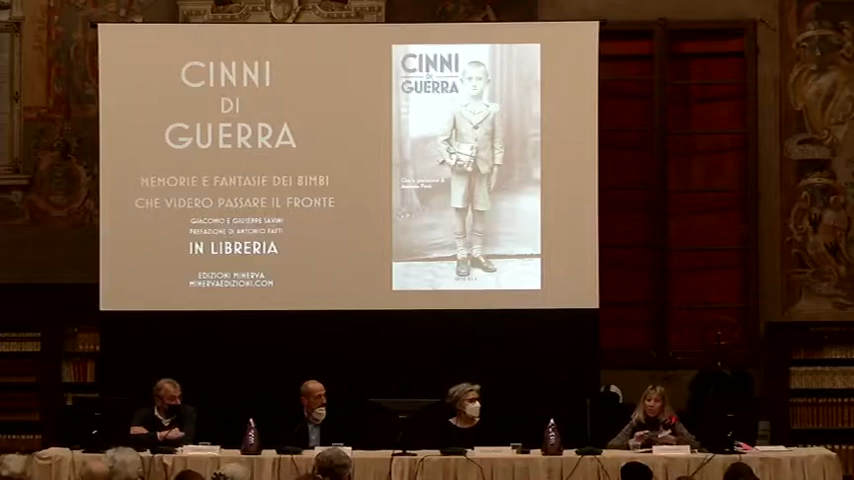 CINNI
DI
GUERRA
MEMORIE E FANTASIE DEI BIMBI
CHE VIDERO PASSARE IL FRONTE
GIACOMO E GIUSEPPE SAVINI
PREFAZIONE DI ANTONIO FAETI
IN LIBRERIA
EDIZIONI MINERVA
MINERVAEDIZIONI.COM
CINNI
DI
GUERRA